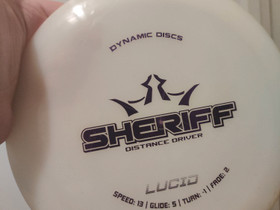 DYNAMIC DISCS
SHERIFF
DISTANCE DRIVER
LUCID
SPEED: 13 | GLIDE: 5 | TURN: -1 | FADE: 2